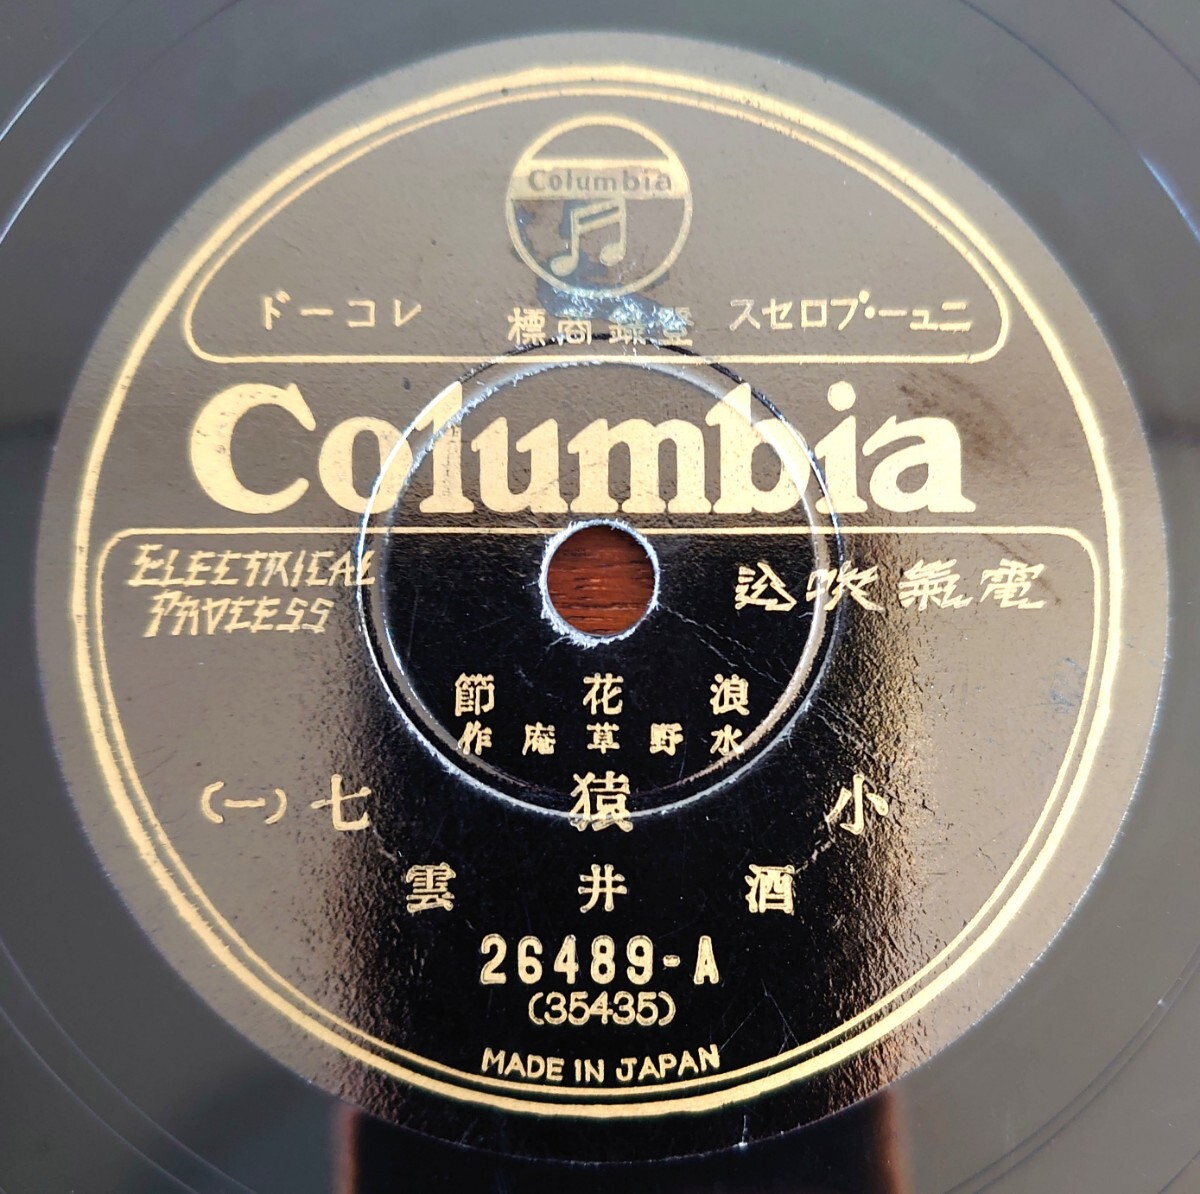 Columbia
ニュー・プロセス 登録商標 レコード
Columbia
ELECTRICAL
PROCESS
電氣吹込
浪花節
水野草庵作
小猿七(一)
酒井雲
26489-A
(35435)
MADE IN JAPAN